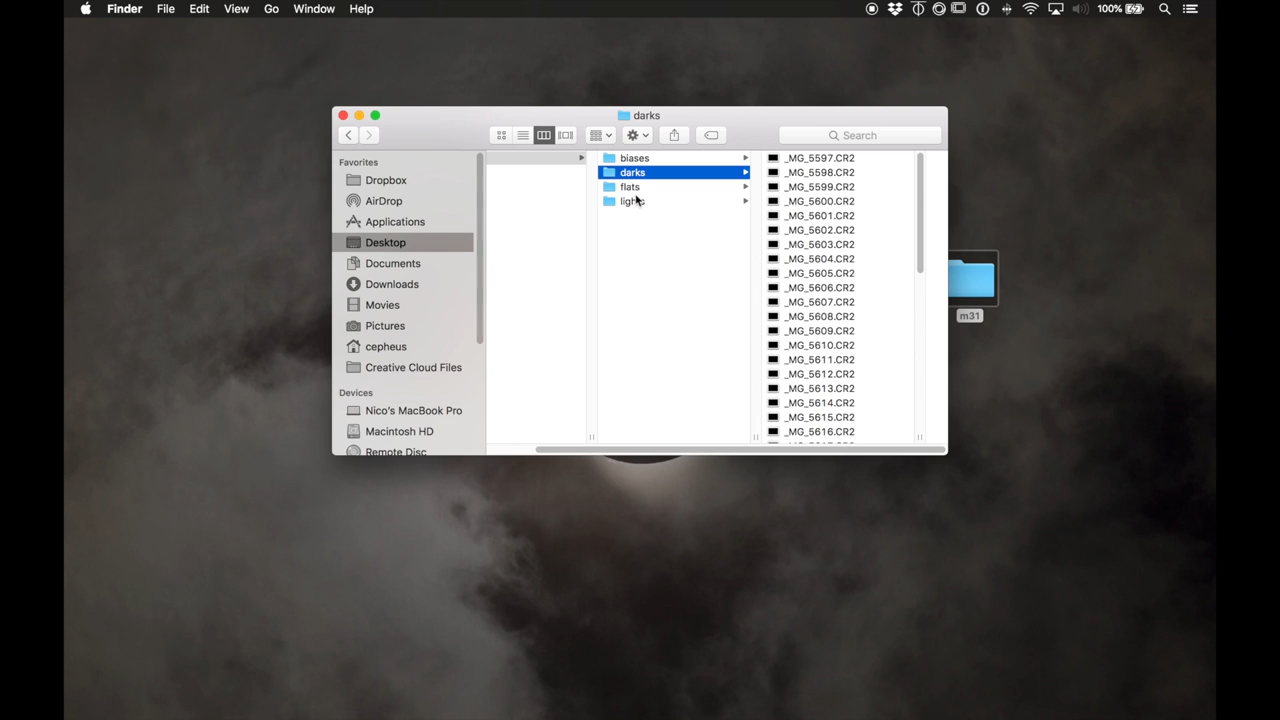 Finder File Edit View Go Window Help
100%
darks
Search
Favorites
Dropbox
AirDrop
Applications
Desktop
Documents
Downloads
Movies
Pictures
cepheus
Creative Cloud Files
Devices
Nico's MacBook Pro
Macintosh HD
Remote Disc
biases
darks
flats
lights
_MG_5597.CR2
_MG_5598.CR2
_MG_5599.CR2
_MG_5600.CR2
_MG_5601.CR2
_MG_5602.CR2
_MG_5603.CR2
_MG_5604.CR2
_MG_5605.CR2
_MG_5606.CR2
_MG_5607.CR2
_MG_5608.CR2
_MG_5609.CR2
_MG_5610.CR2
_MG_5611.CR2
_MG_5612.CR2
_MG_5613.CR2
_MG_5614.CR2
_MG_5615.CR2
_MG_5616.CR2
m31